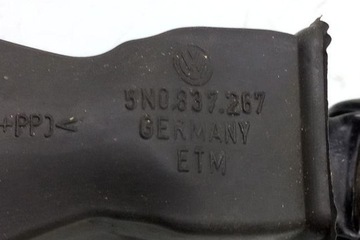 5N0.837.267
+PP)<
GERMANY
ETM